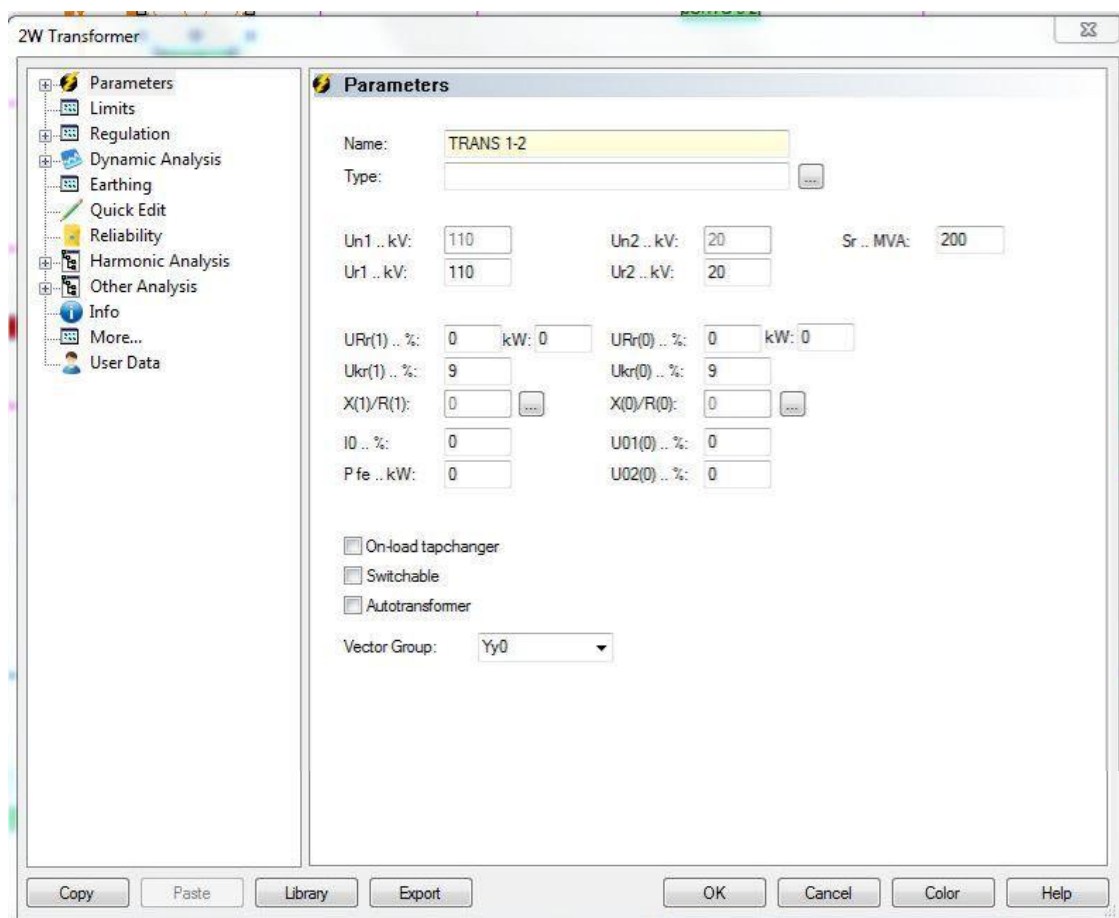 2W Transformer
Parameters
Limits
Regulation
Dynamic Analysis
Earthing
Quick Edit
Reliability
Harmonic Analysis
Other Analysis
Info
More...
User Data
Parameters
Name: TRANS 1-2
Type: ...
Un1 .. kV: 110 Un2 .. kV: 20 Sr .. MVA: 200
Ur1 .. kV: 110 Ur2 .. kV: 20
URr(1) .. %: 0 kW: 0 URr(0) .. %: 0 kW: 0
Ukr(1) .. %: 9 Ukr(0) .. %: 9
X(1)/R(1): 0 ... X(0)/R(0): 0 ...
I0 .. %: 0 U01(0) .. %: 0
P fe .. kW: 0 U02(0) .. %: 0
On-load tapchanger
Switchable
Autotransformer
Vector Group: Yy0
Copy Paste Library Export OK Cancel Color Help